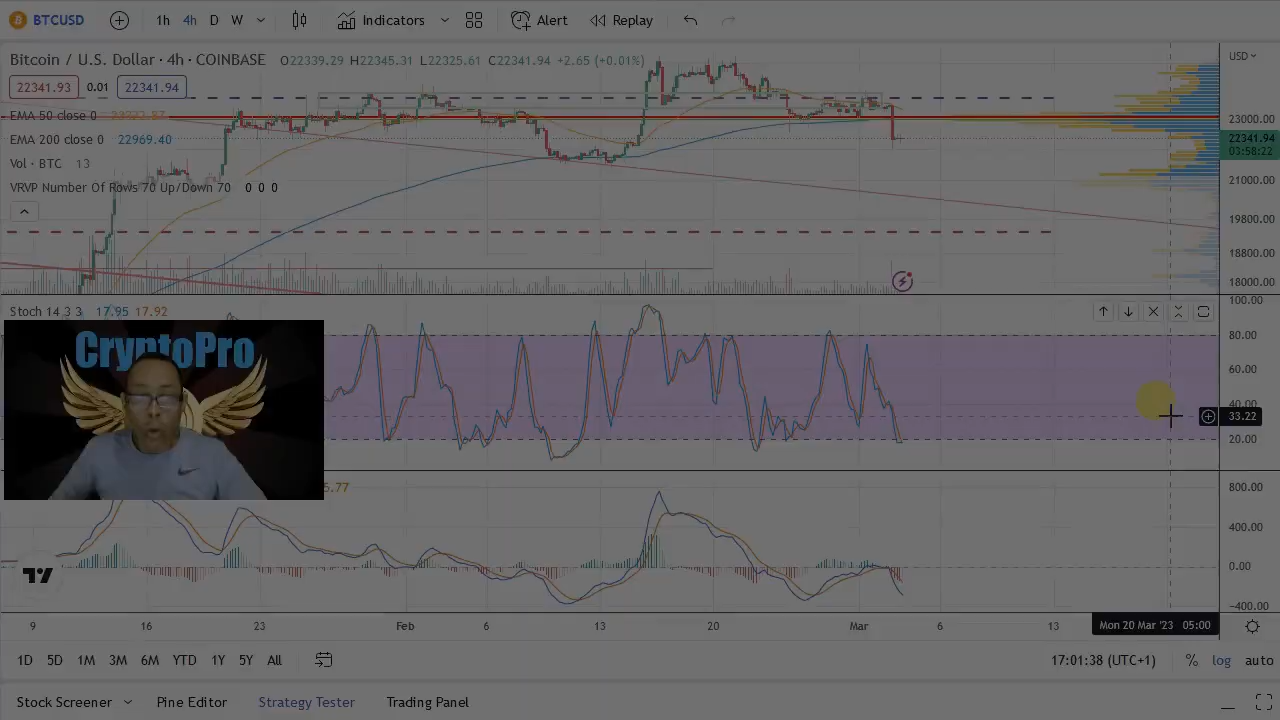 BTCUSD 1h 4h D W Indicators Alert Replay
Bitcoin / U.S. Dollar · 4h · COINBASE O22339.29 H22345.31 L22325.61 C22341.94 +2.65 (+0.01%) USD
22341.93 0.01 22341.94
EMA 50 close 0
23000.00
EMA 200 close 0 22969.40
22341.94
03:58:22
Vol · BTC 13
21000.00
VRVP Number Of Rows 70 Up/Down 70 0 0 0
19800.00
18800.00
18000.00
Stoch 14 3 3 17.95 17.92
100.00
80.00
60.00
40.00
33.22
20.00
CryptoPro
5.77
800.00
400.00
0.00
−400.00
9 16 23 Feb 6 13 20 Mar 6 13 Mon 20 Mar '23 05:00
1D 5D 1M 3M 6M YTD 1Y 5Y All 17:01:38 (UTC+1) % log auto
Stock Screener Pine Editor Strategy Tester Trading Panel